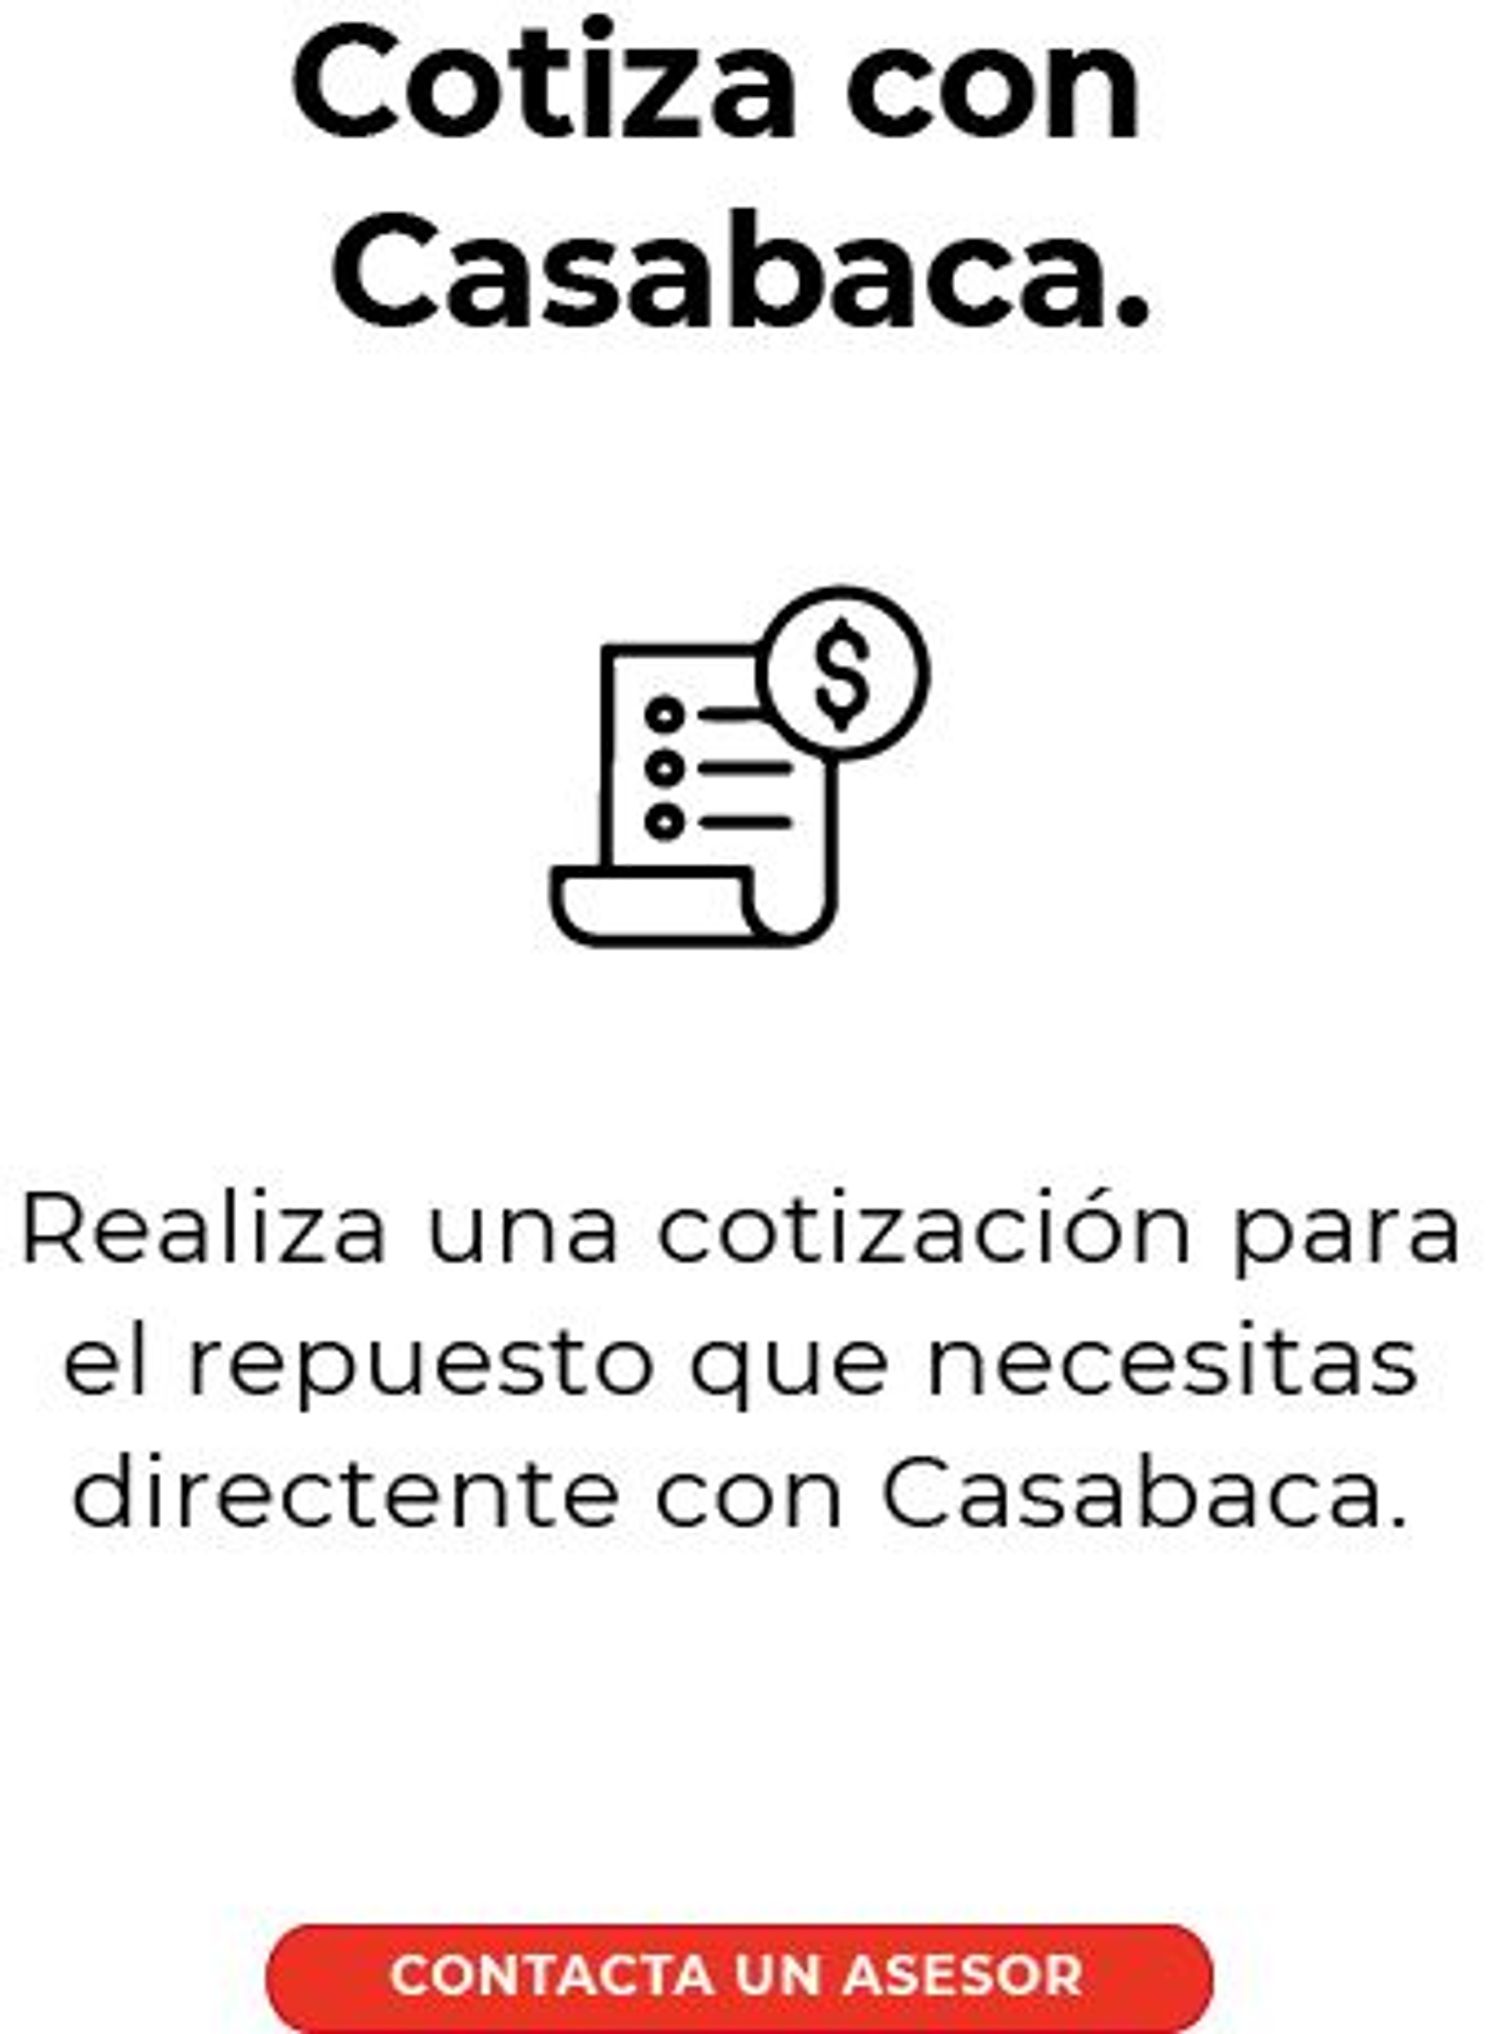 Cotiza con
Casabaca.
$
Realiza una cotización para
el repuesto que necesitas
directente con Casabaca.
CONTACTA UN ASESOR